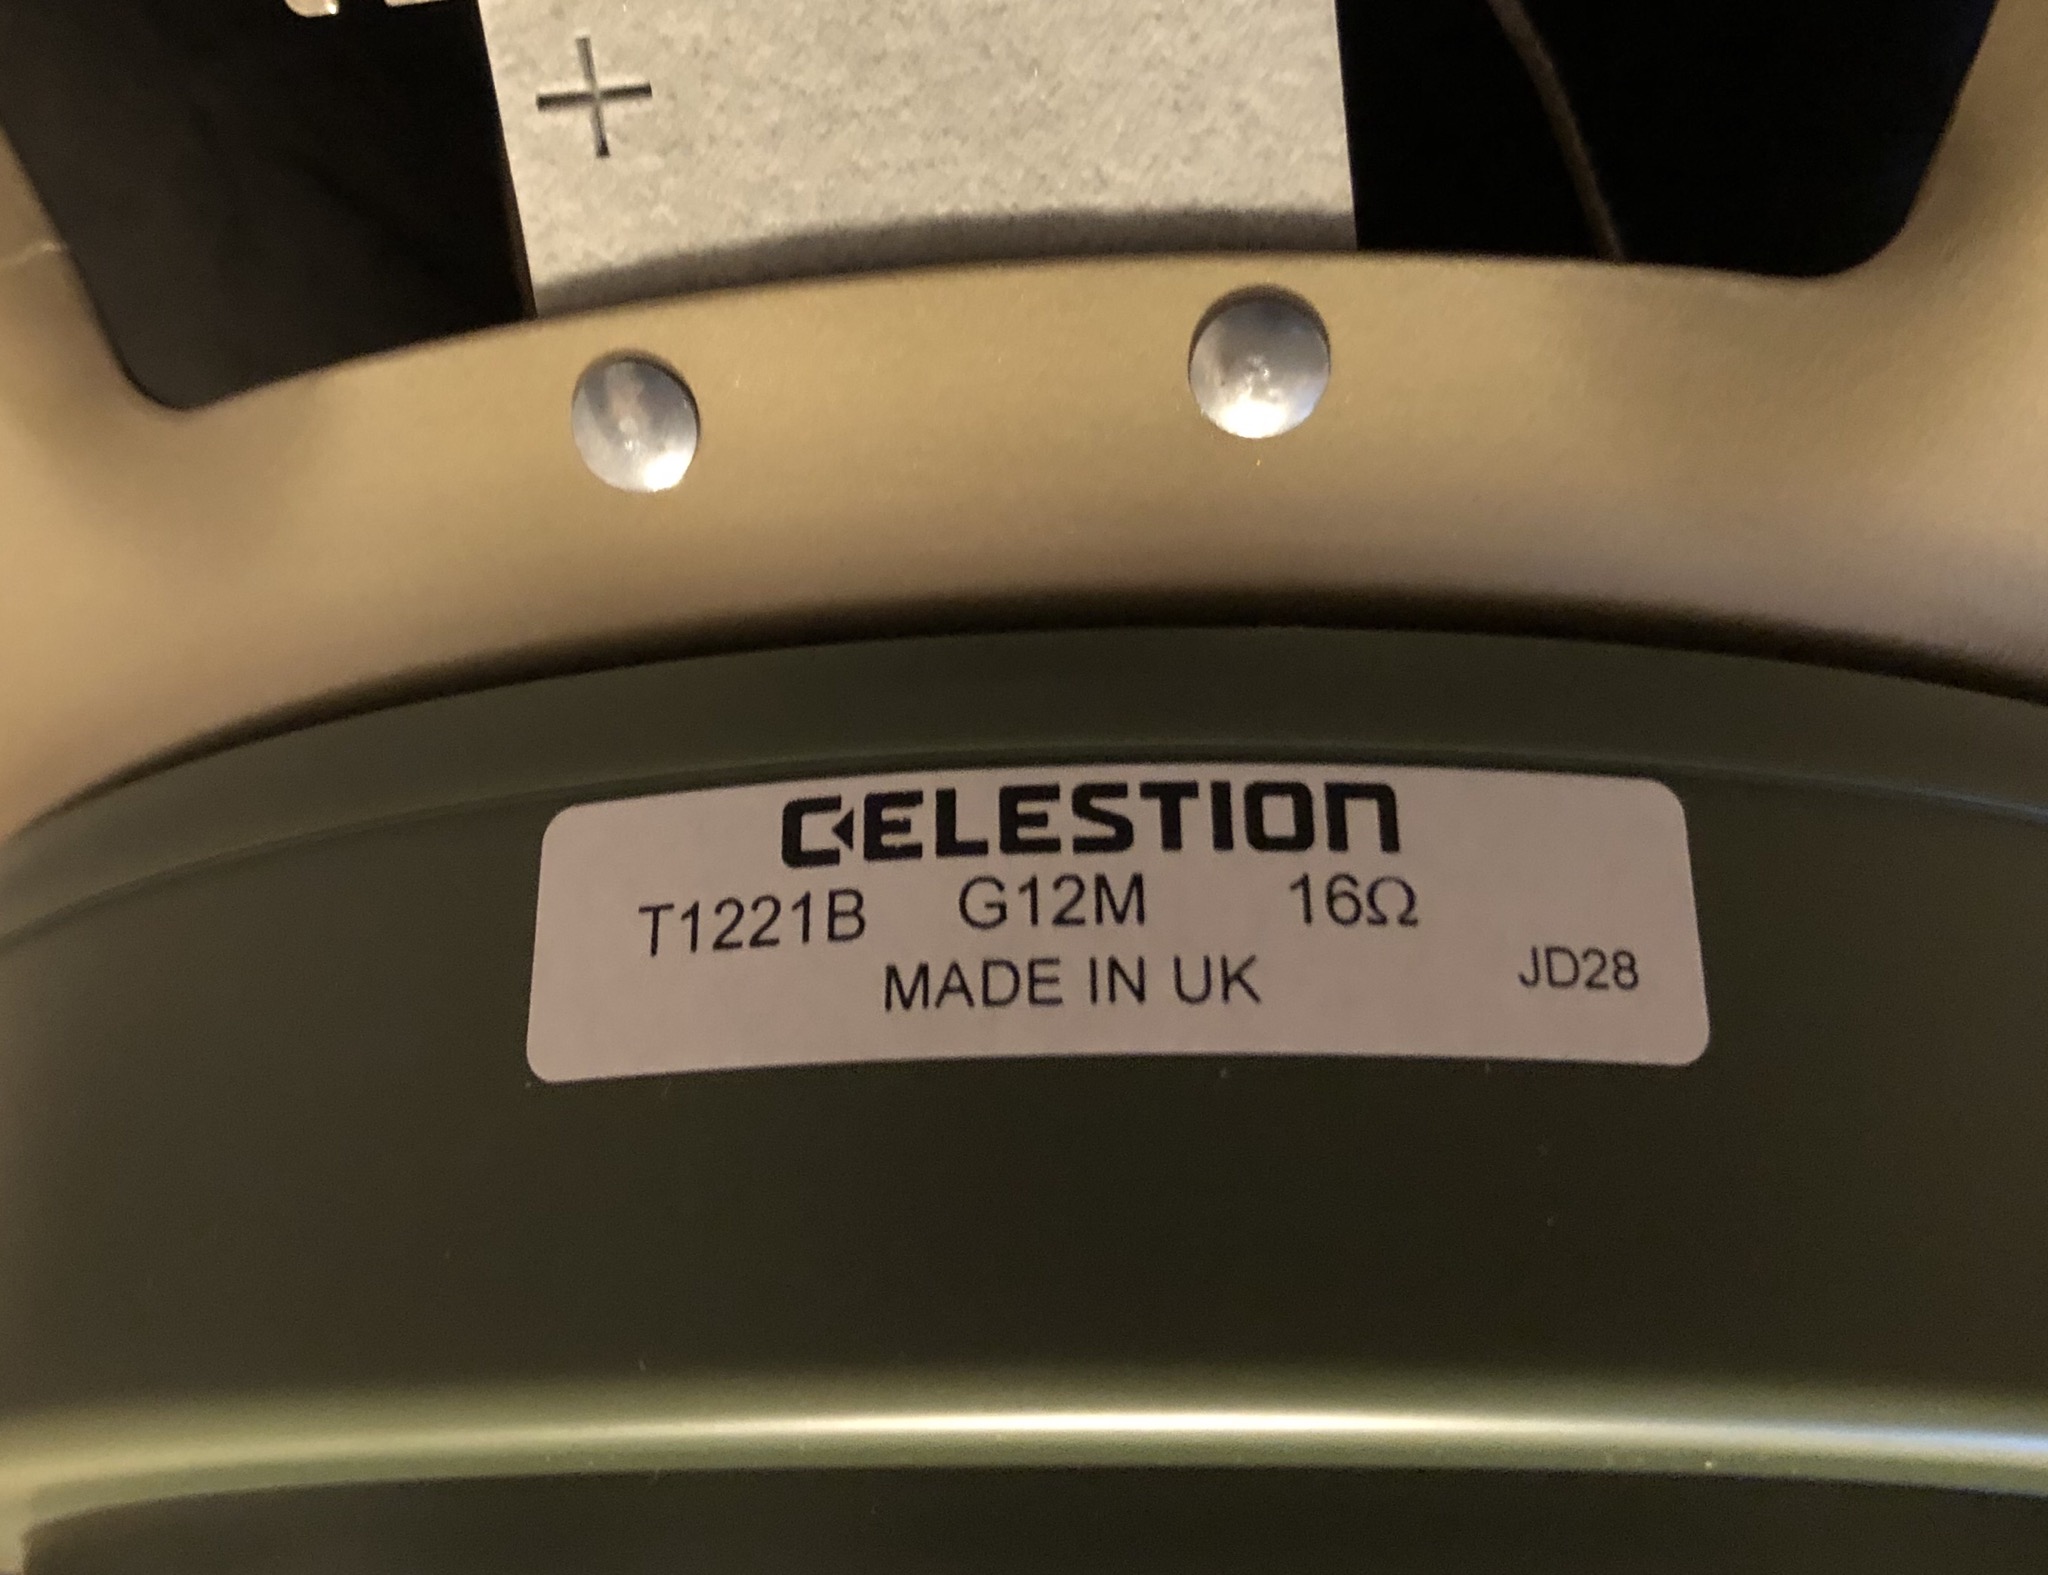 +
CELESTION
T1221B G12M 16Ω
MADE IN UK JD28